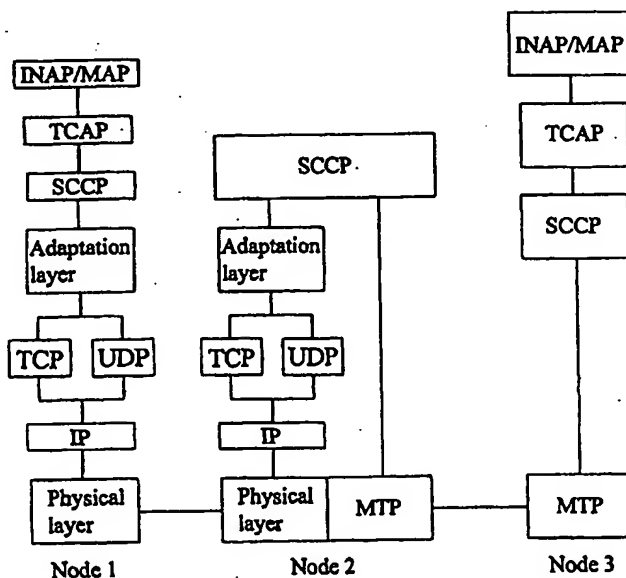 INAP/MAP
TCAP
SCCP
Adaptation
layer
TCP
UDP
IP
Physical
layer
Node 1
SCCP
Adaptation
layer
TCP
UDP
IP
Physical
layer
MTP
Node 2
INAP/MAP
TCAP
SCCP
MTP
Node 3